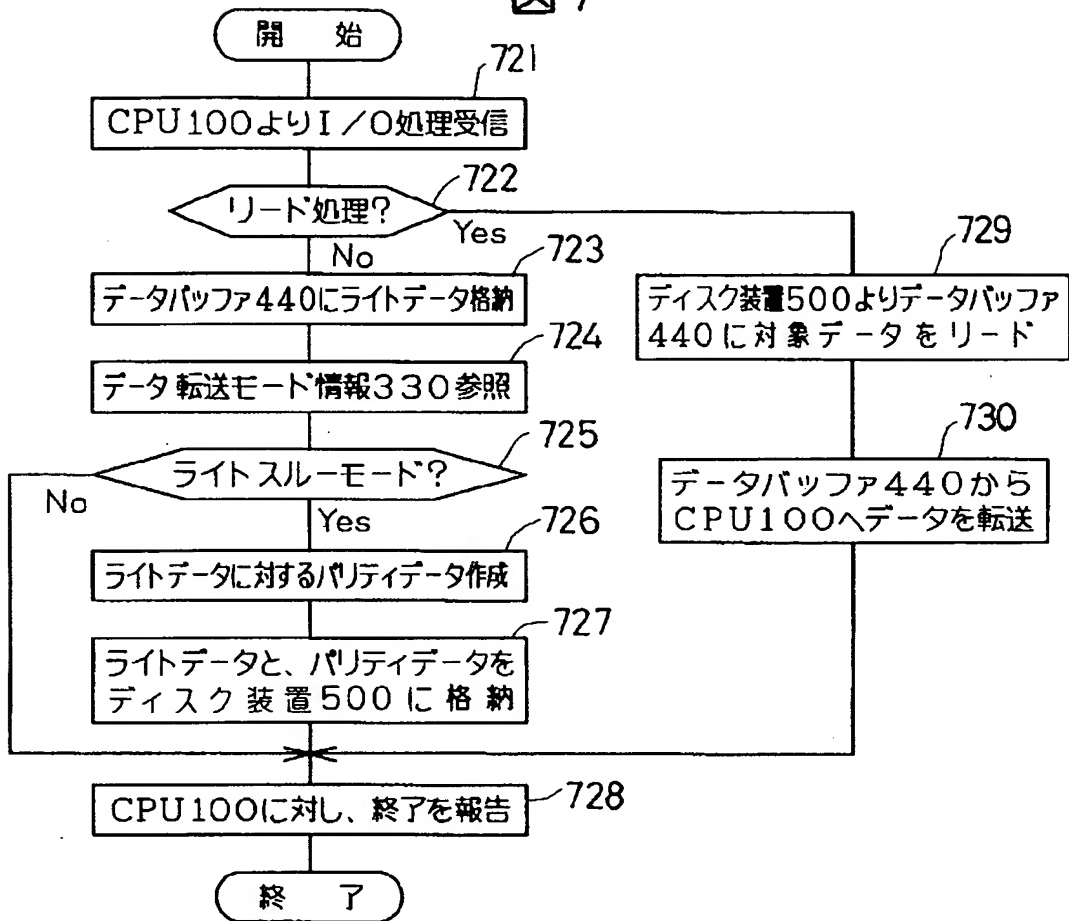 図7
開 始
721
CPU100よりI/O処理受信
722
リード処理?
Yes
No
723
データバッファ440にライトデータ格納
724
データ転送モード情報330参照
725
ライトスルーモード?
No
Yes
726
ライトデータに対するパリティデータ作成
727
ライトデータと、パリティデータを
ディスク装置500に格納
729
ディスク装置500よりデータバッファ
440に対象データをリード
730
データバッファ440から
CPU100へデータを転送
728
CPU100に対し、終了を報告
終 了